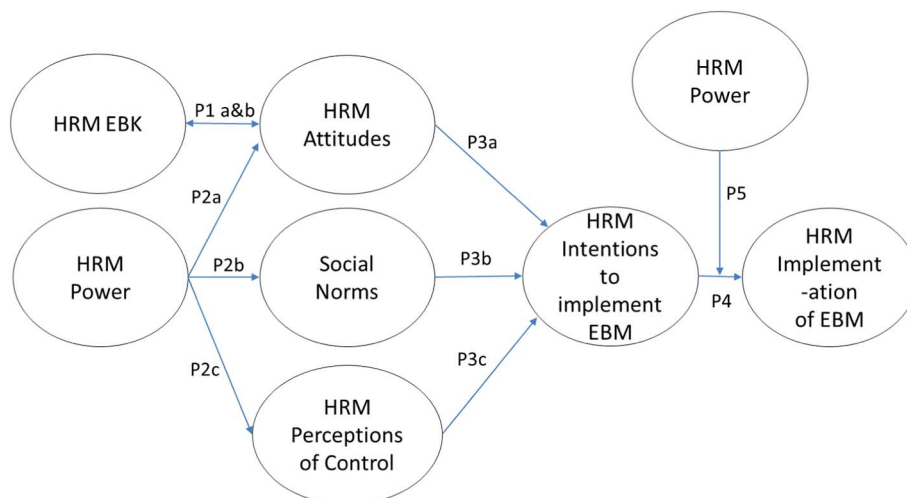 HRM EBK
P1 a&b
HRM
Attitudes
HRM
Power
P3a
P2a
P5
HRM
Power
P2b
Social
Norms
P3b
HRM
Intentions
to
implement
EBM
P4
HRM
Implement
-ation
of EBM
P2c
P3c
HRM
Perceptions
of Control